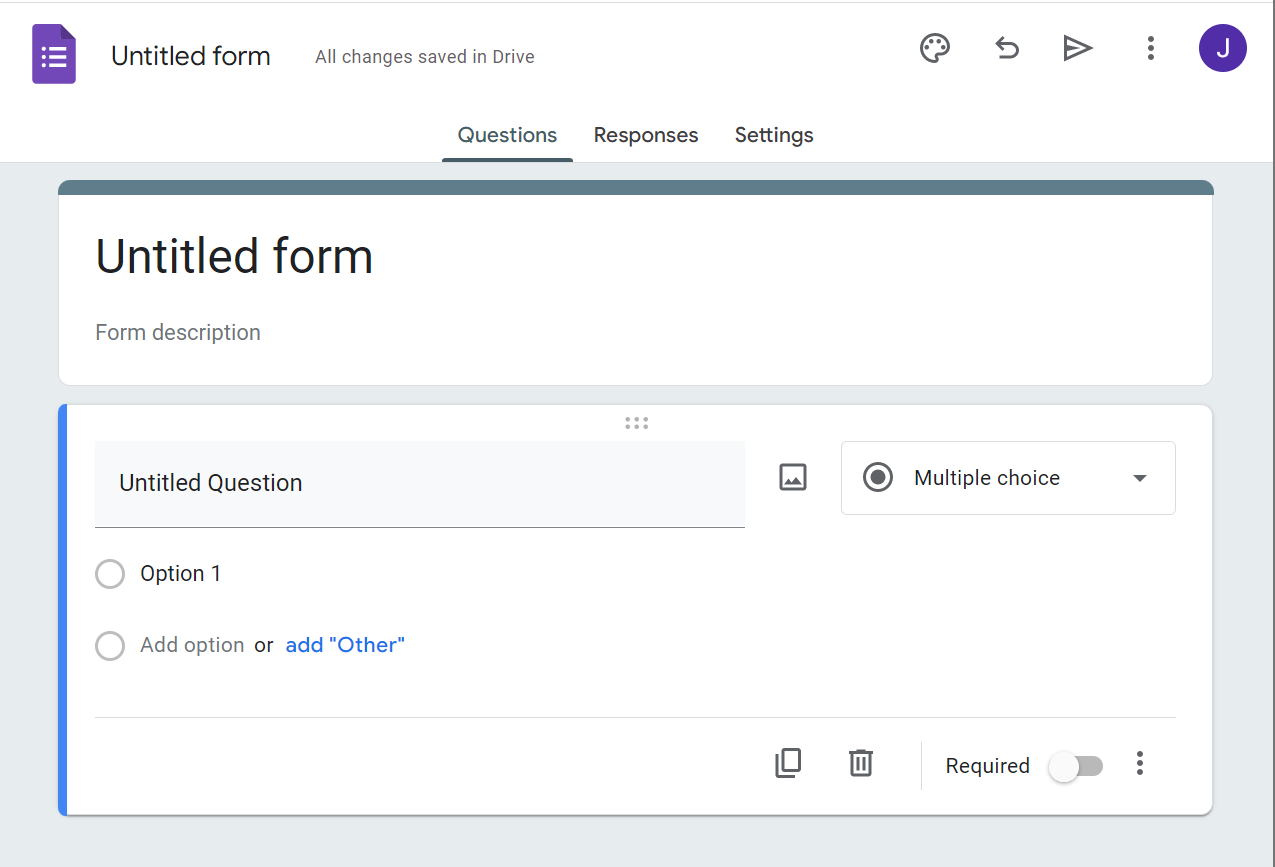 Untitled form
All changes saved in Drive
J
Questions
Responses
Settings
Untitled form
Form description
Untitled Question
Multiple choice
Option 1
Add option or add "Other"
Required